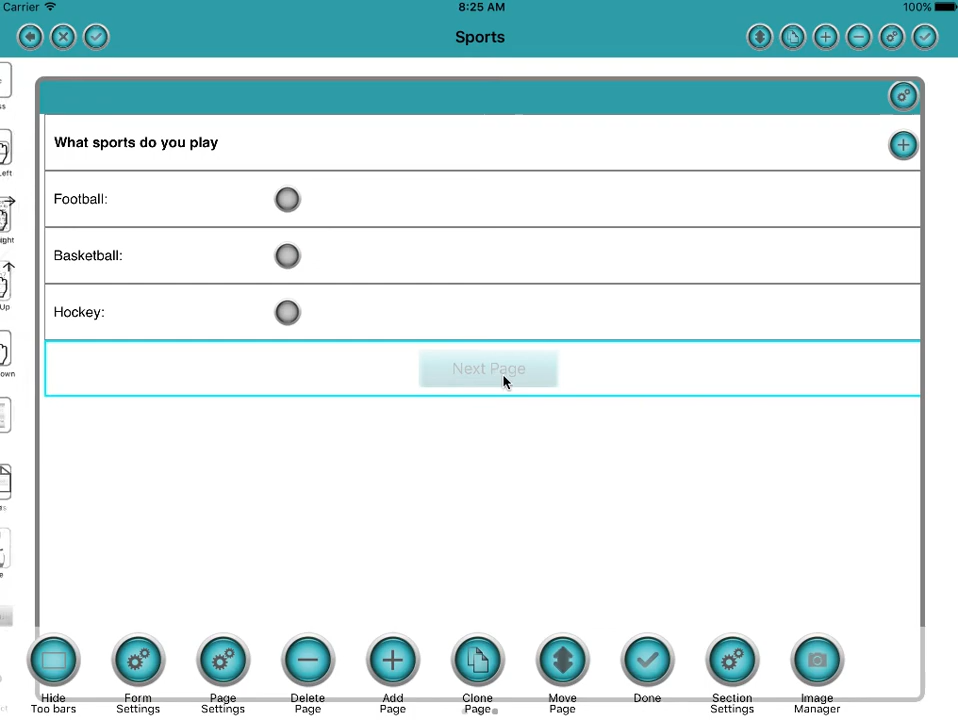 Carrier 8:25 AM 100%
Sports
What sports do you play
Football:
Basketball:
Hockey:
Next Page
Hide
Too bars
Form
Settings
Page
Settings
Delete
Page
Add
Page
Clone
Page
Move
Page
Done
Section
Settings
Image
Manager